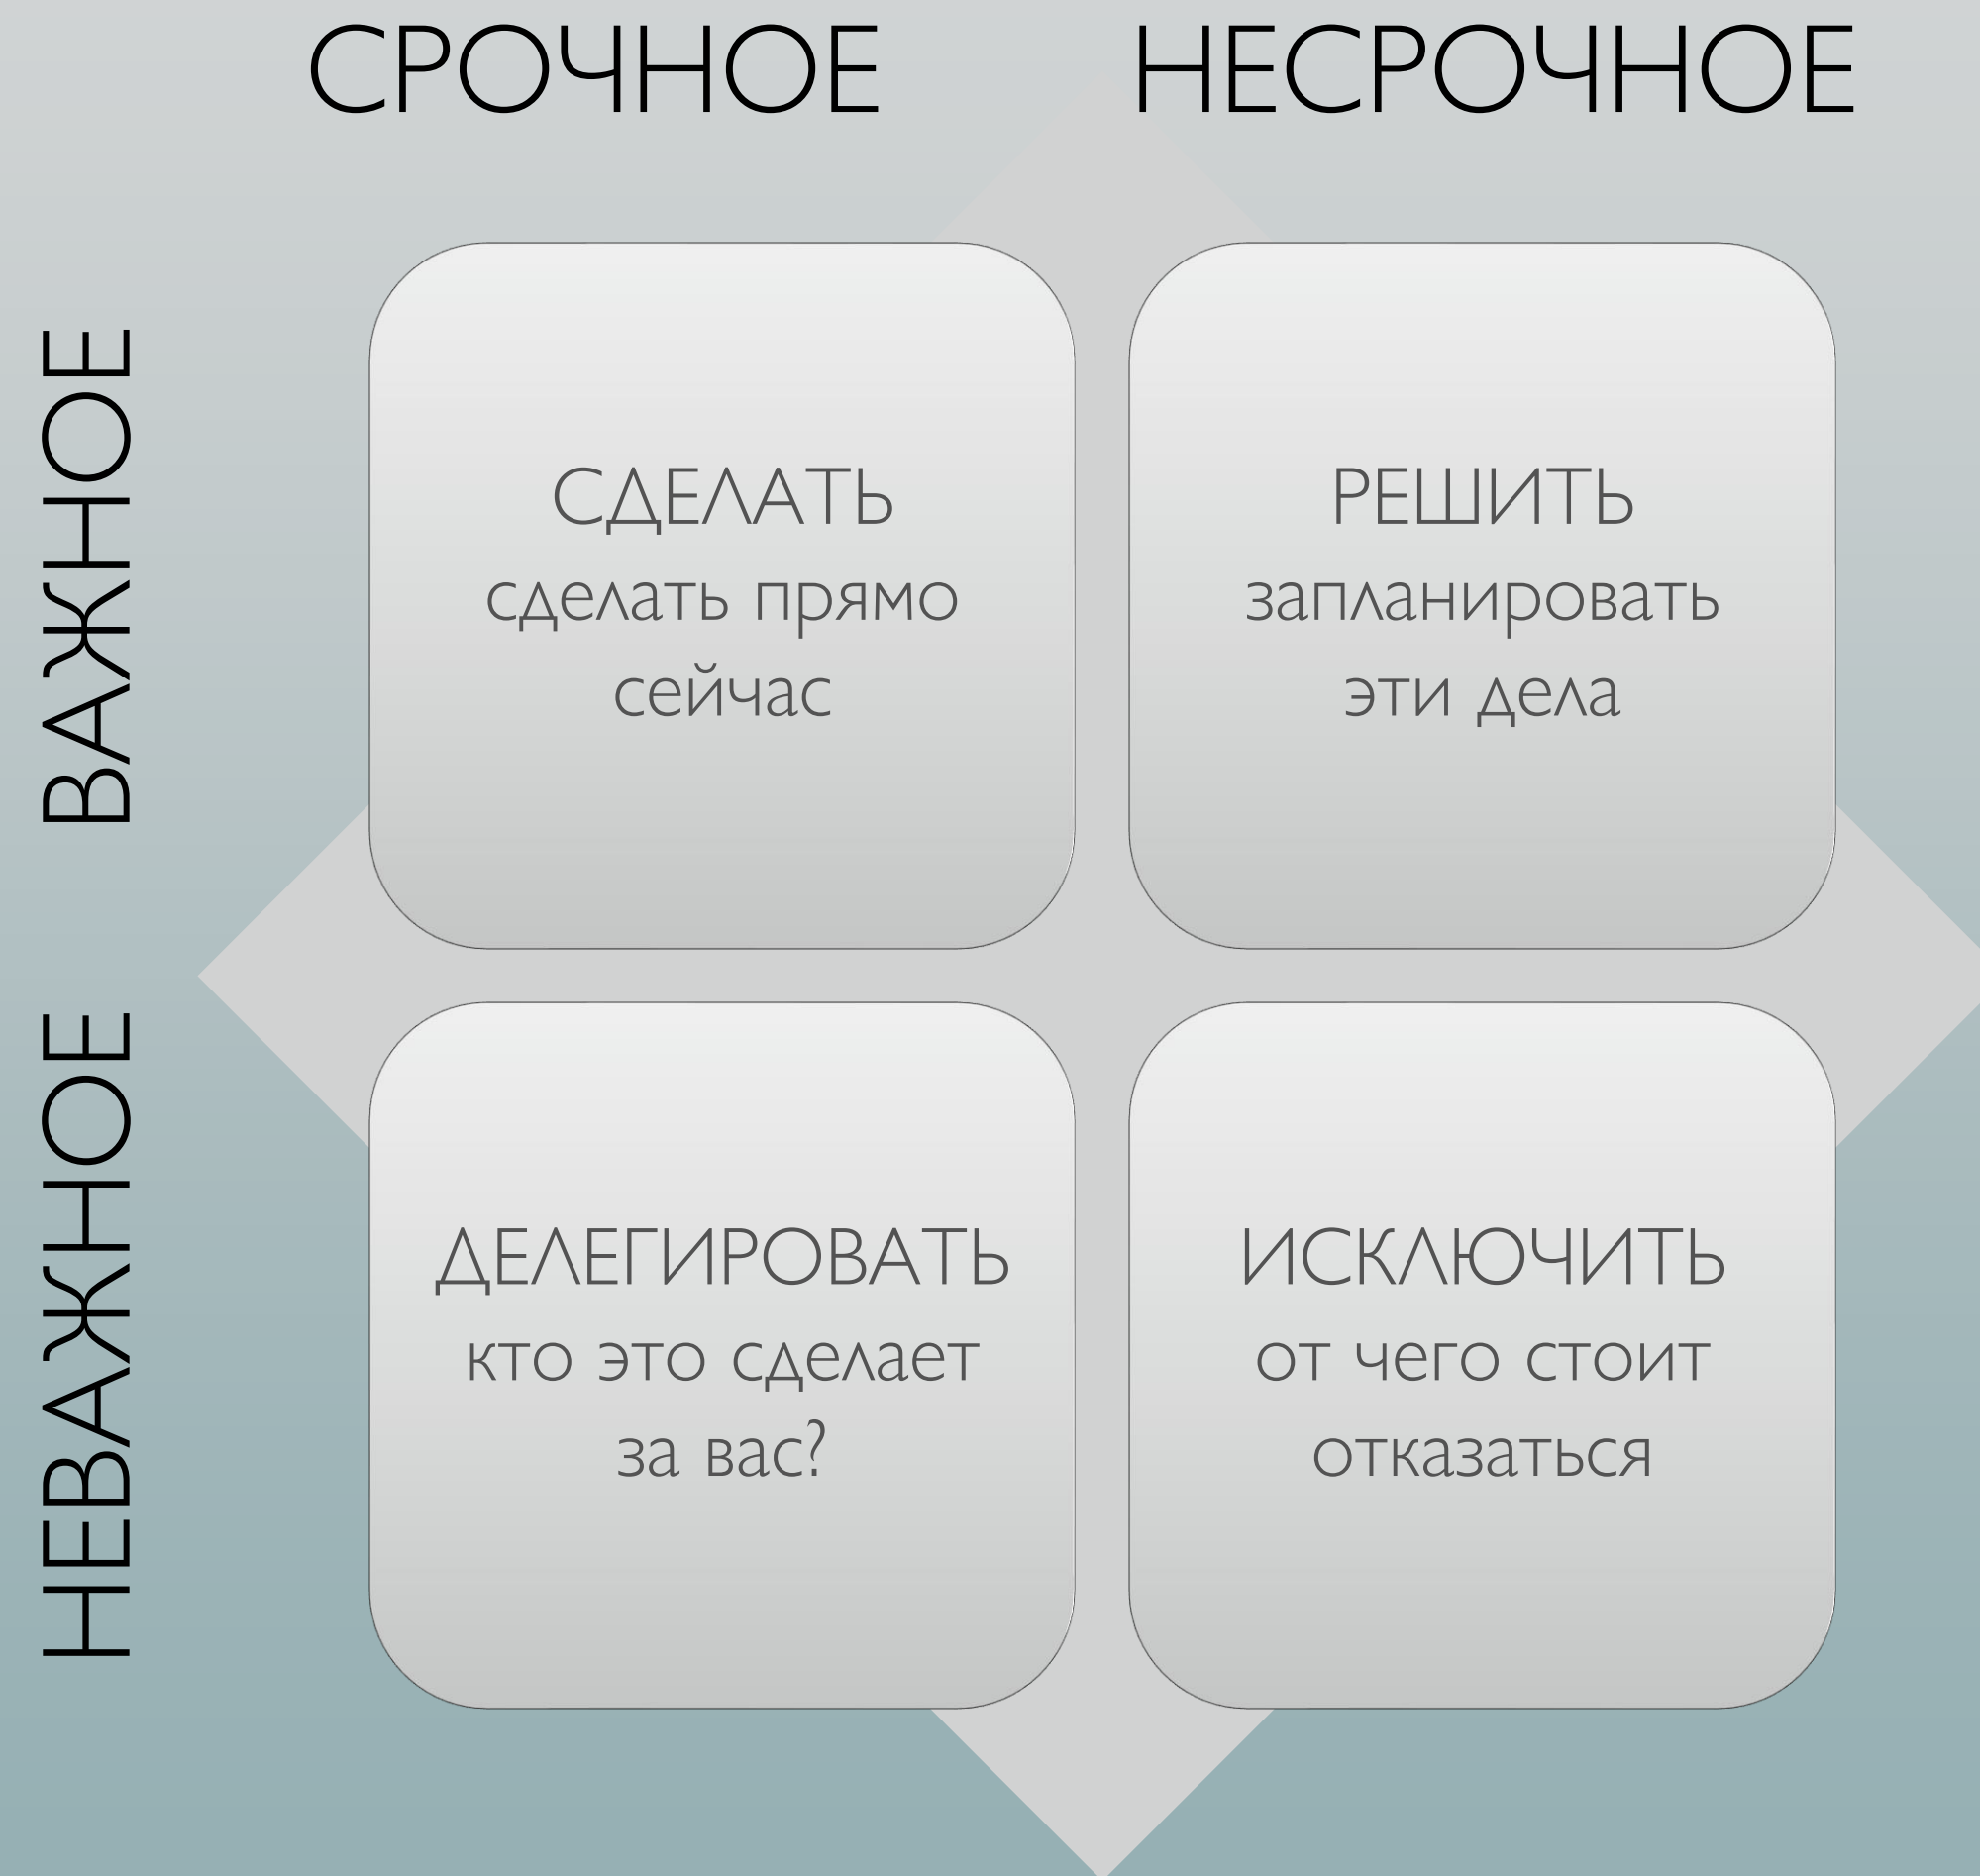 СРОЧНОЕ
НЕСРОЧНОЕ
ВАЖНОЕ
СДЕЛАТЬ
сделать прямо
сейчас
РЕШИТЬ
запланировать
эти дела
НЕВАЖНОЕ
ДЕЛЕГИРОВАТЬ
кто это сделает
за вас?
ИСКЛЮЧИТЬ
от чего стоит
отказаться